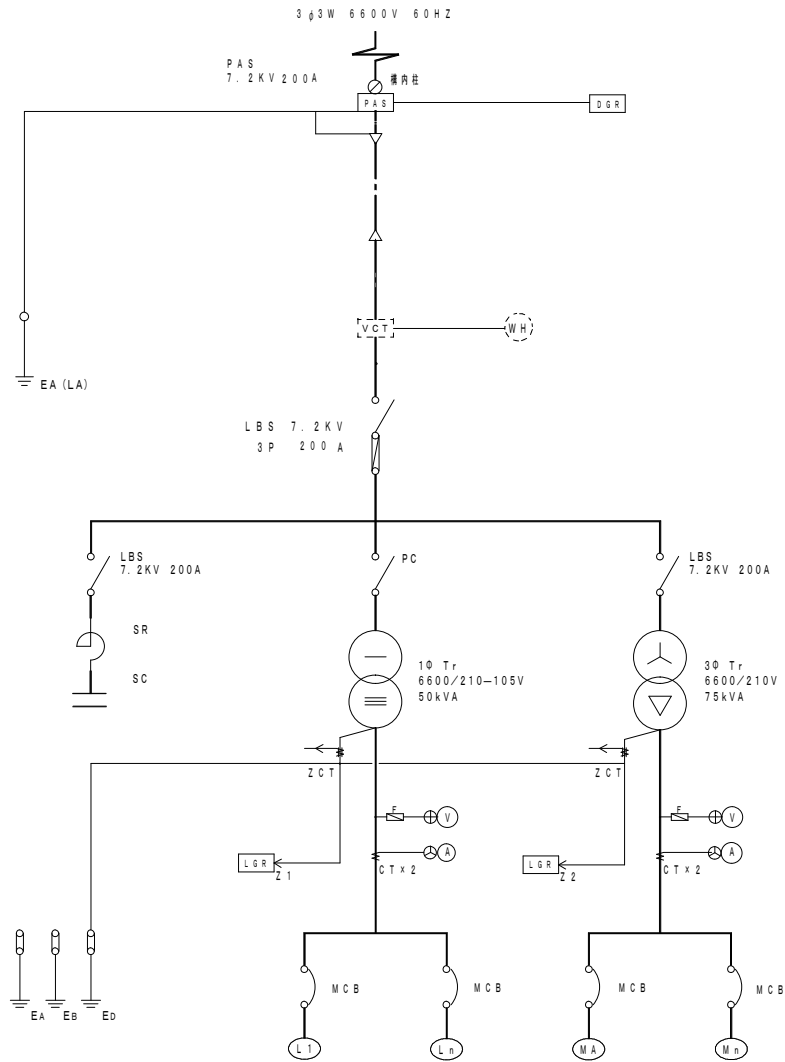 3φ3W 6600V 60HZ
PAS
7.2KV 200A
構内柱
PAS
DGR
VCT
WH
EA(LA)
LBS 7.2KV
3P 200A
LBS
7.2KV 200A
PC
LBS
7.2KV 200A
SR
SC
1Φ Tr
6600/210—105V
50kVA
3Φ Tr
6600/210V
75kVA
ZCT
ZCT
F
V
F
V
LGR
Z1
A
CT×2
LGR
Z2
A
CT×2
MCB
MCB
MCB
MCB
EA
EB
ED
L1
Ln
MA
Mn